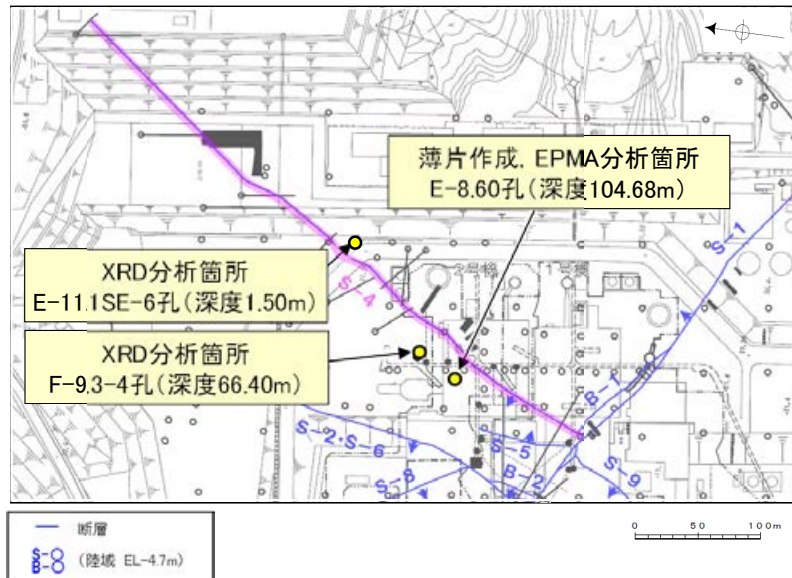 薄片作成, EPMA分析箇所
E-8.60孔(深度104.68m)
S-1
XRD分析箇所
E-11.1SE-6孔(深度1.50m)
S-4
2号機
1号機
XRD分析箇所
F-9.3-4孔(深度66.40m)
B-1
S-2・S-6
S-5
S-8
B-2
S-9
断層
S-○
B-○
(陸域 EL-4.7m)
0 50 100m